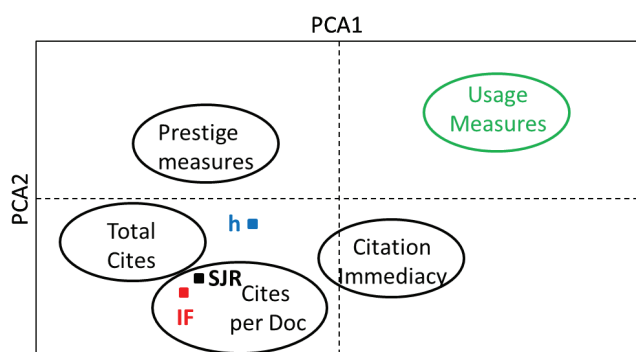 PCA1
Usage
Measures
Prestige
measures
PCA2
h
Total
Cites
Citation
Immediacy
SJR
Cites
per Doc
IF